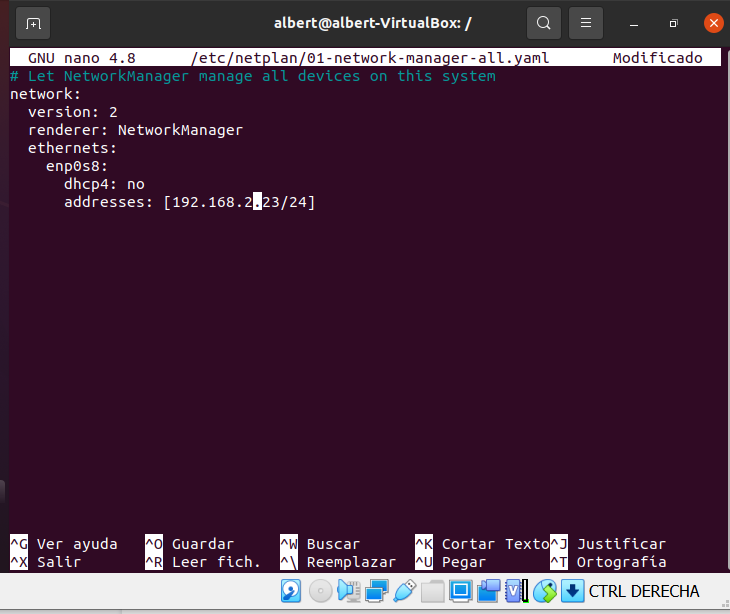 albert@albert-VirtualBox: /
GNU nano 4.8 /etc/netplan/01-network-manager-all.yaml Modificado
# Let NetworkManager manage all devices on this system
network:
  version: 2
  renderer: NetworkManager
  ethernets:
    enp0s8:
      dhcp4: no
      addresses: [192.168.2.23/24]
^G Ver ayuda ^O Guardar ^W Buscar ^K Cortar Texto ^J Justificar
^X Salir ^R Leer fich. ^\ Reemplazar ^U Pegar ^T Ortografía
CTRL DERECHA